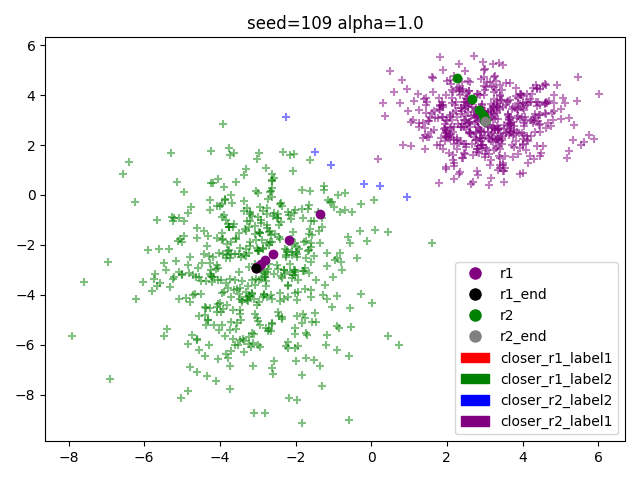 seed=109 alpha=1.0
6
4
2
0
−2
−4
−6
−8
r1
r1_end
r2
r2_end
closer_r1_label1
closer_r1_label2
closer_r2_label2
closer_r2_label1
−8 −6 −4 −2 0 2 4 6